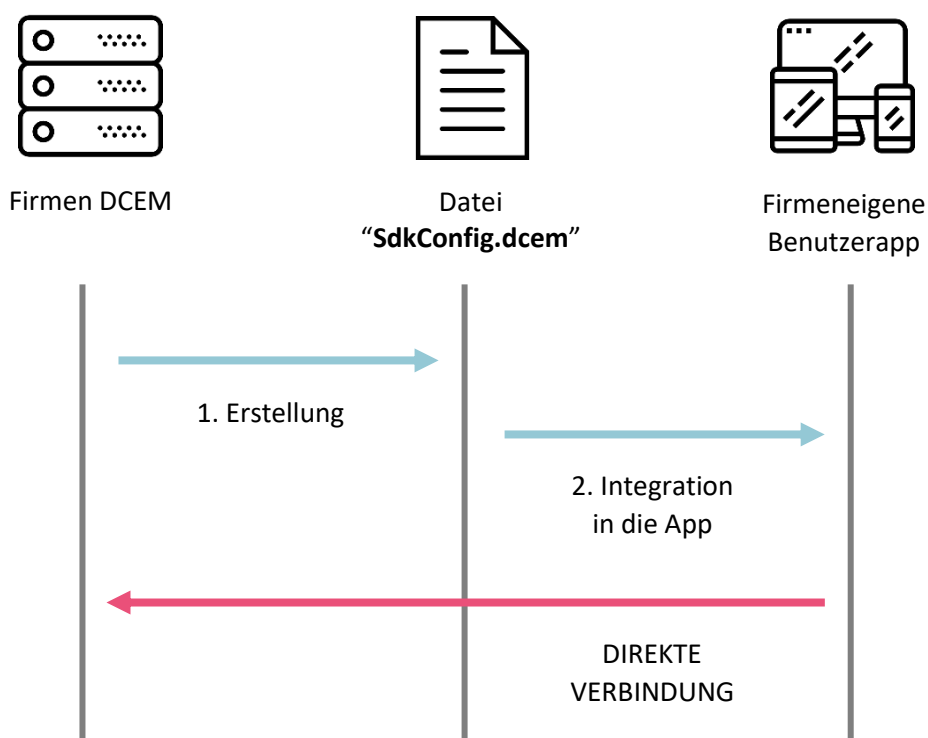 Firmen DCEM
Datei
“SdkConfig.dcem”
Firmeneigene
Benutzerapp
1. Erstellung
2. Integration
in die App
DIREKTE
VERBINDUNG